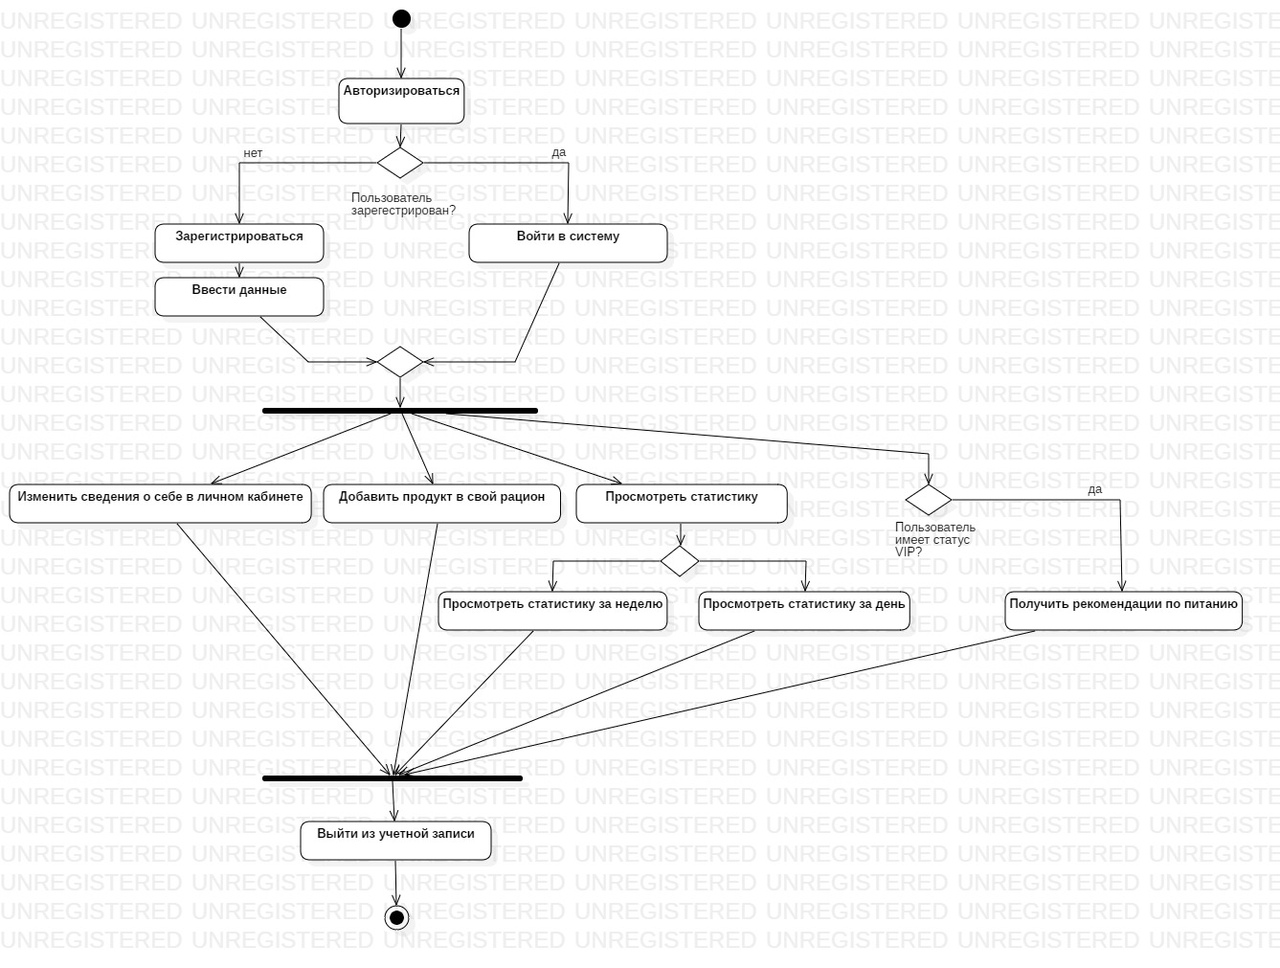 Авторизироваться
нет
да
Пользователь
зарегестрирован?
Зарегистрироваться
Войти в систему
Ввести данные
Изменить сведения о себе в личном кабинете
Добавить продукт в свой рацион
Просмотреть статистику
да
Пользователь
имеет статус
VIP?
Просмотреть статистику за неделю
Просмотреть статистику за день
Получить рекомендации по питанию
Выйти из учетной записи
UNREGISTERED